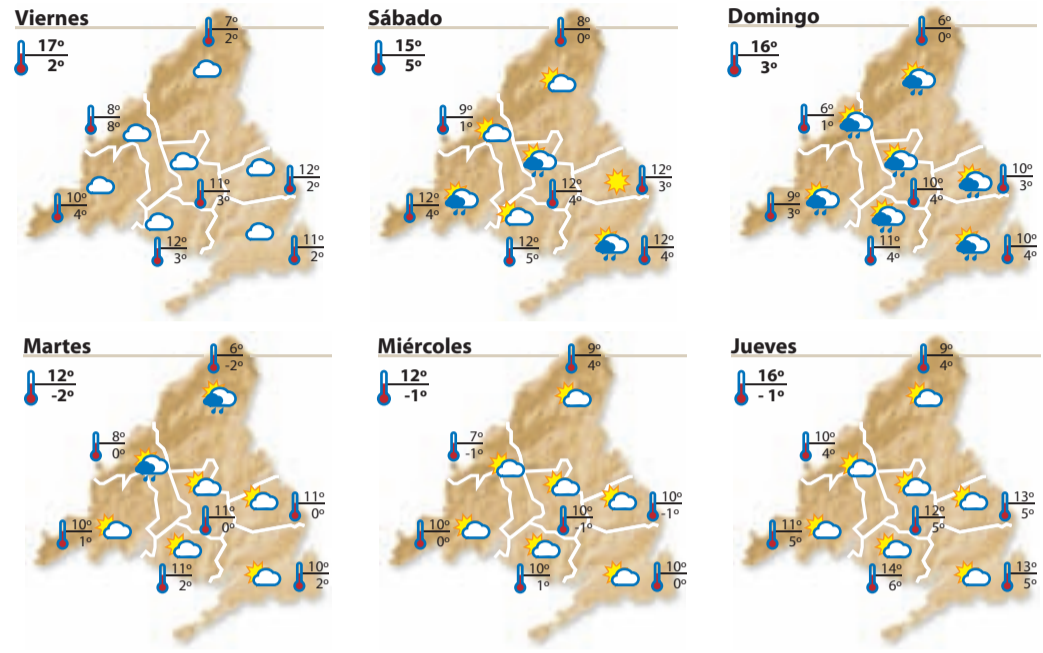 Viernes
17º
2º
7º
2º
8º
8º
10º
4º
11º
3º
12º
2º
12º
3º
11º
2º
Sábado
15º
5º
8º
0º
9º
1º
12º
4º
12º
4º
12º
3º
12º
5º
12º
4º
Domingo
16º
3º
6º
0º
6º
1º
9º
3º
10º
4º
10º
3º
11º
4º
10º
4º
Martes
12º
-2º
6º
-2º
8º
0º
10º
1º
11º
0º
11º
0º
11º
2º
10º
2º
Miércoles
12º
-1º
9º
4º
7º
-1º
10º
0º
10º
-1º
10º
-1º
10º
1º
10º
0º
Jueves
16º
- 1º
9º
4º
10º
4º
11º
5º
12º
5º
13º
5º
14º
6º
13º
5º